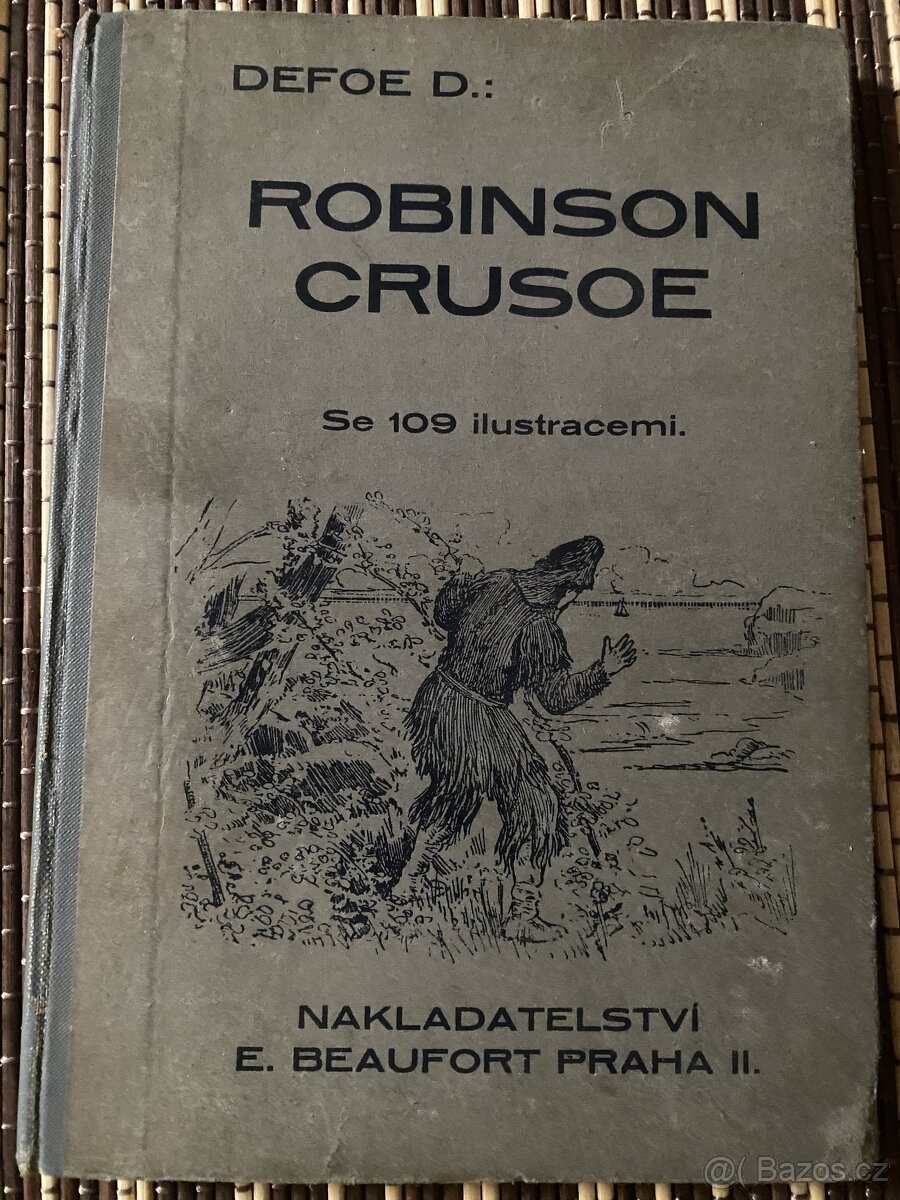 DEFOE D.:
ROBINSON
CRUSOE
Se 109 ilustracemi.
NAKLADATELSTVÍ
E. BEAUFORT PRAHA II.
@( Bazos.cz